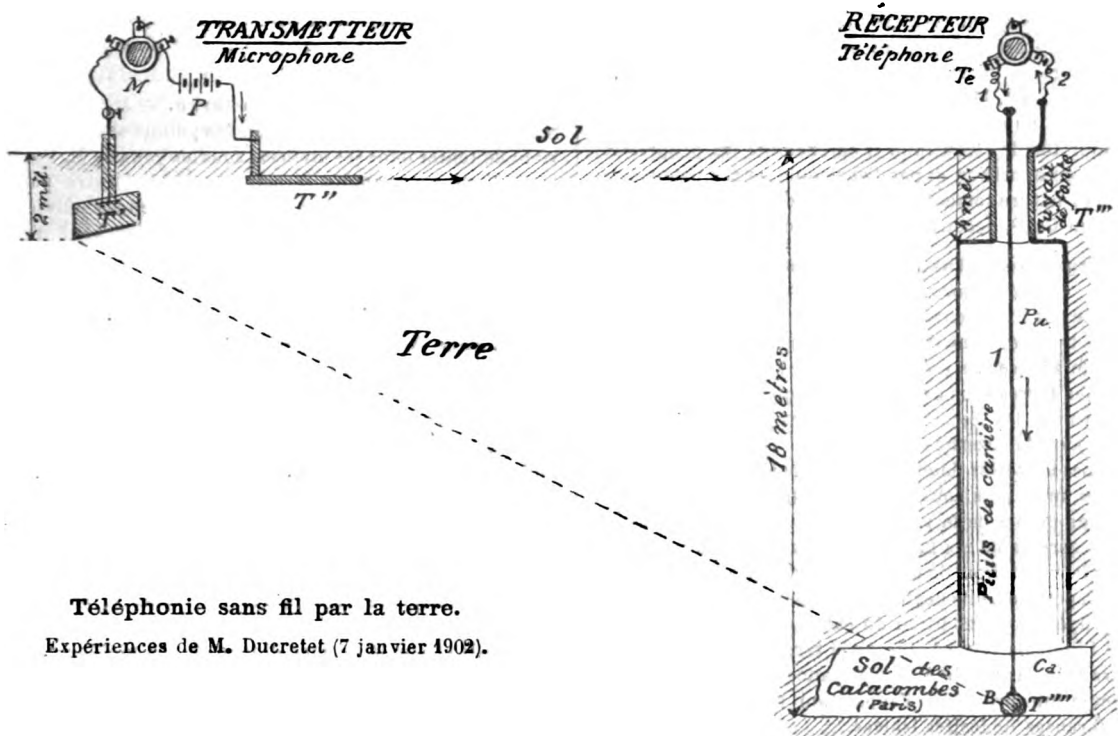 TRANSMETTEUR
Microphone
M
P
RÉCEPTEUR
Téléphone
Te
1
2
Sol
2 mèt.
T'
T"
4 mèt.
Tuyau
de fonte
T"'
Terre
18 mètres
Pu.
1
Puits de carrière
Téléphonie sans fil par la terre.
Expériences de M. Ducretet (7 janvier 1902).
Sol des
Catacombes
(Paris)
Ca.
B
T""